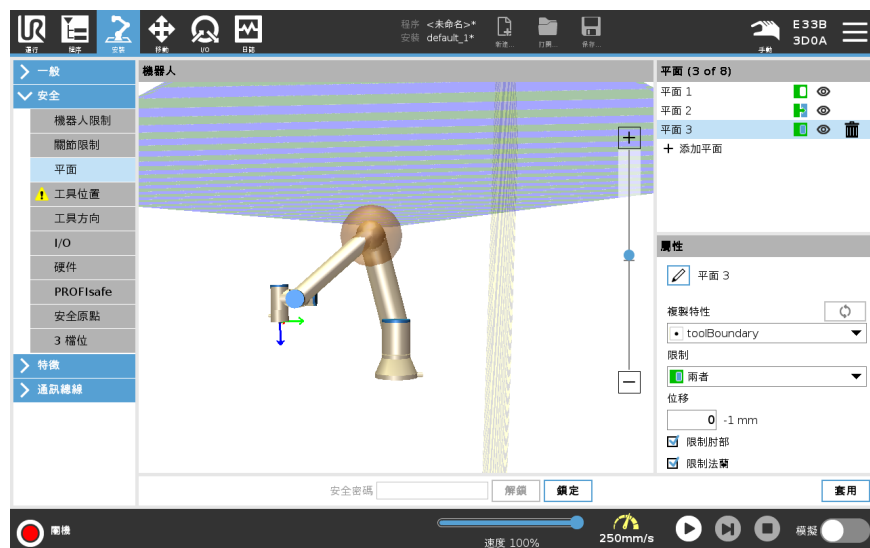 程序 <未命名>*
安裝 default_1*
運行
程序
安裝
移動
I/O
日誌
新建...
打開...
保存...
手動
E33B
3D0A
一般
安全
機器人限制
關節限制
平面
工具位置
工具方向
I/O
硬件
PROFIsafe
安全原點
3 檔位
特徵
通訊總線
機器人
平面 (3 of 8)
平面 1
平面 2
平面 3
添加平面
屬性
平面 3
複製特性
toolBoundary
限制
兩者
位移
0 -1 mm
限制肘部
限制法蘭
安全密碼
解鎖
鎖定
套用
關機
速度 100%
250mm/s
模擬